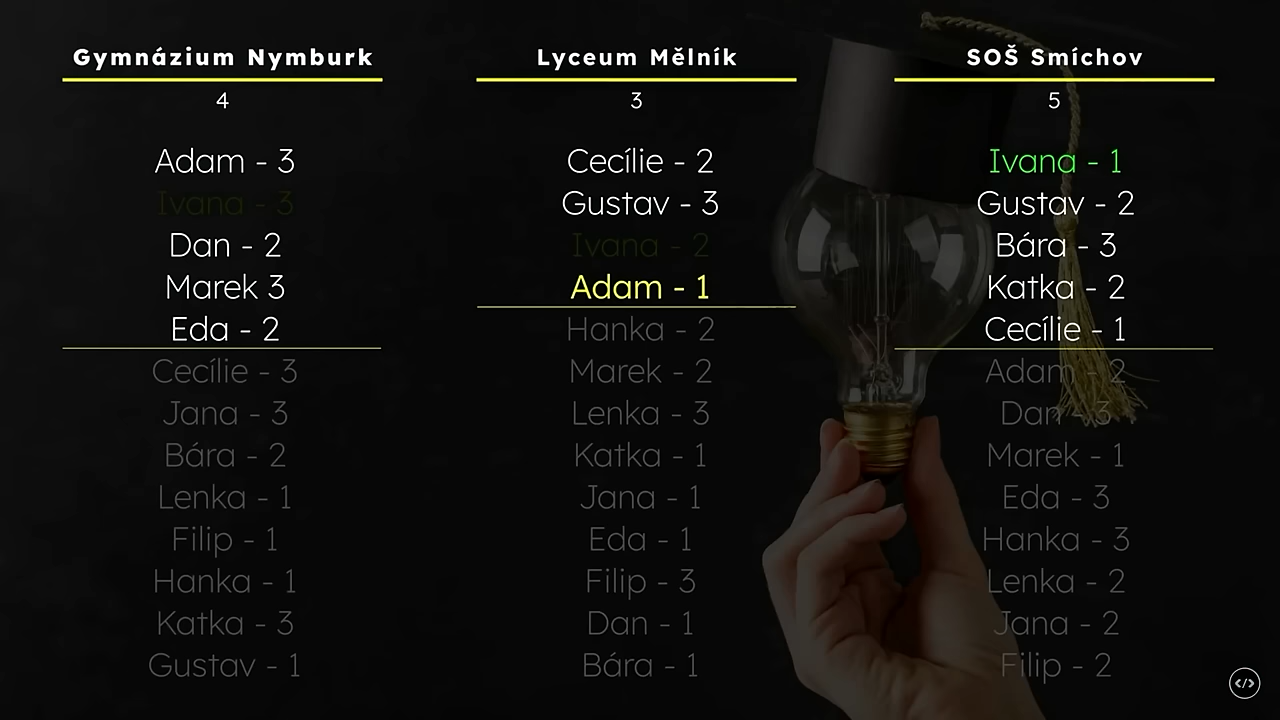 Gymnázium Nymburk
4
Adam - 3
Ivana - 3
Dan - 2
Marek 3
Eda - 2
Cecílie - 3
Jana - 3
Bára - 2
Lenka - 1
Filip - 1
Hanka - 1
Katka - 3
Gustav - 1
Lyceum Mělník
3
Cecílie - 2
Gustav - 3
Ivana - 2
Adam - 1
Hanka - 2
Marek - 2
Lenka - 3
Katka - 1
Jana - 1
Eda - 1
Filip - 3
Dan - 1
Bára - 1
SOŠ Smíchov
5
Ivana - 1
Gustav - 2
Bára - 3
Katka - 2
Cecílie - 1
Adam - 2
Dan - 3
Marek - 1
Eda - 3
Hanka - 3
Lenka - 2
Jana - 2
Filip - 2